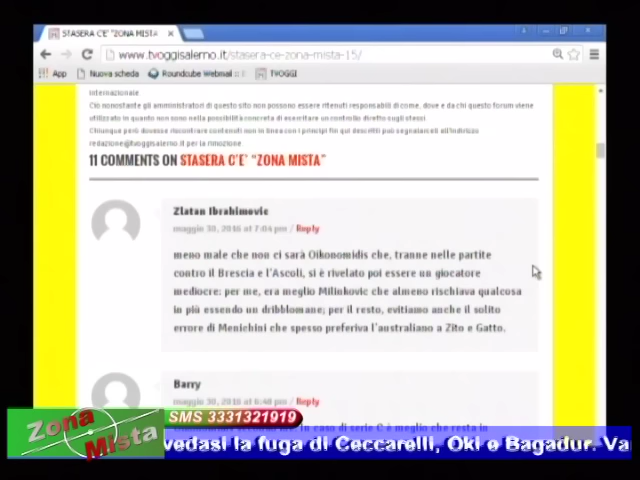 STASERA C'E' "ZONA MISTA
www.tvoggisalerno.it/stasera-ce-zona-mista-15/
App Nuova scheda Roundcube Webmail :: TVOGGI
Internazionale
Ciò nonostante gli amministratori di questo sito non possono essere ritenuti responsabili di come, dove e da chi questo forum viene
utilizzato in quanto non sono nella possibilità concreta di esercitare un controllo diretto sugli stessi
Chiunque però dovesse riscontrare contenuti non in linea con i principi fin qui descritti può segnalarceli all'indirizzo
redazione@tvoggisalerno.it per la rimozione
11 COMMENTS ON STASERA C'E' "ZONA MISTA"
Zlatan Ibrahimovic
maggio 30, 2016 at 7:04 pm / Reply
meno male che non ci sarà Oikonomidis che, tranne nelle partite
contro il Brescia e l'Ascoli, si è rivelato poi essere un giocatore
mediocre: per me, era meglio Milinkovic che almeno rischiava qualcosa
in più essendo un dribblomane; per il resto, evitiamo anche il solito
errore di Menichini che spesso preferiva l'australiano a Zito e Gatto.
Barry
maggio 30, 2016 at 6:48 pm / Reply
in caso di serie C è meglio che resta in
Zona Mista
SMS 3331321919
vedasi la fuga di Ceccarelli, Oki e Bagadur. Va